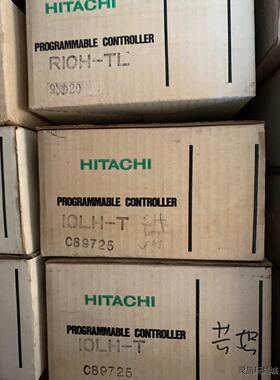 HITACHI
PROGRAMMABLE CONTROLLER
RIOH-TL
HITACHI
PROGRAMMABLE CONTROLLER
IOLH-T
C89725
HITACHI
PROGRAMMABLE CONTROLLER
IOLH-T
C89725